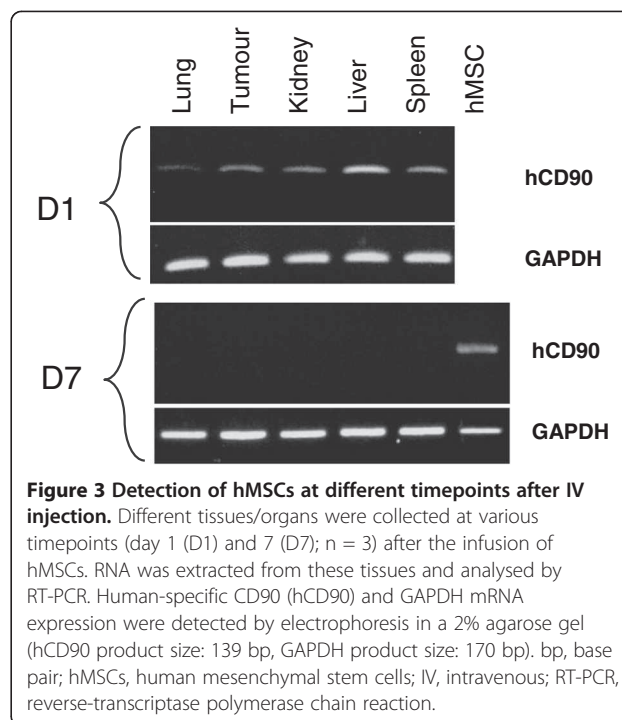 Lung Tumour Kidney Liver Spleen hMSC
hCD90
D1
GAPDH
hCD90
D7
GAPDH
Figure 3 Detection of hMSCs at different timepoints after IV
injection. Different tissues/organs were collected at various
timepoints (day 1 (D1) and 7 (D7); n = 3) after the infusion of
hMSCs. RNA was extracted from these tissues and analysed by
RT-PCR. Human-specific CD90 (hCD90) and GAPDH mRNA
expression were detected by electrophoresis in a 2% agarose gel
(hCD90 product size: 139 bp, GAPDH product size: 170 bp). bp, base
pair; hMSCs, human mesenchymal stem cells; IV, intravenous; RT-PCR,
reverse-transcriptase polymerase chain reaction.